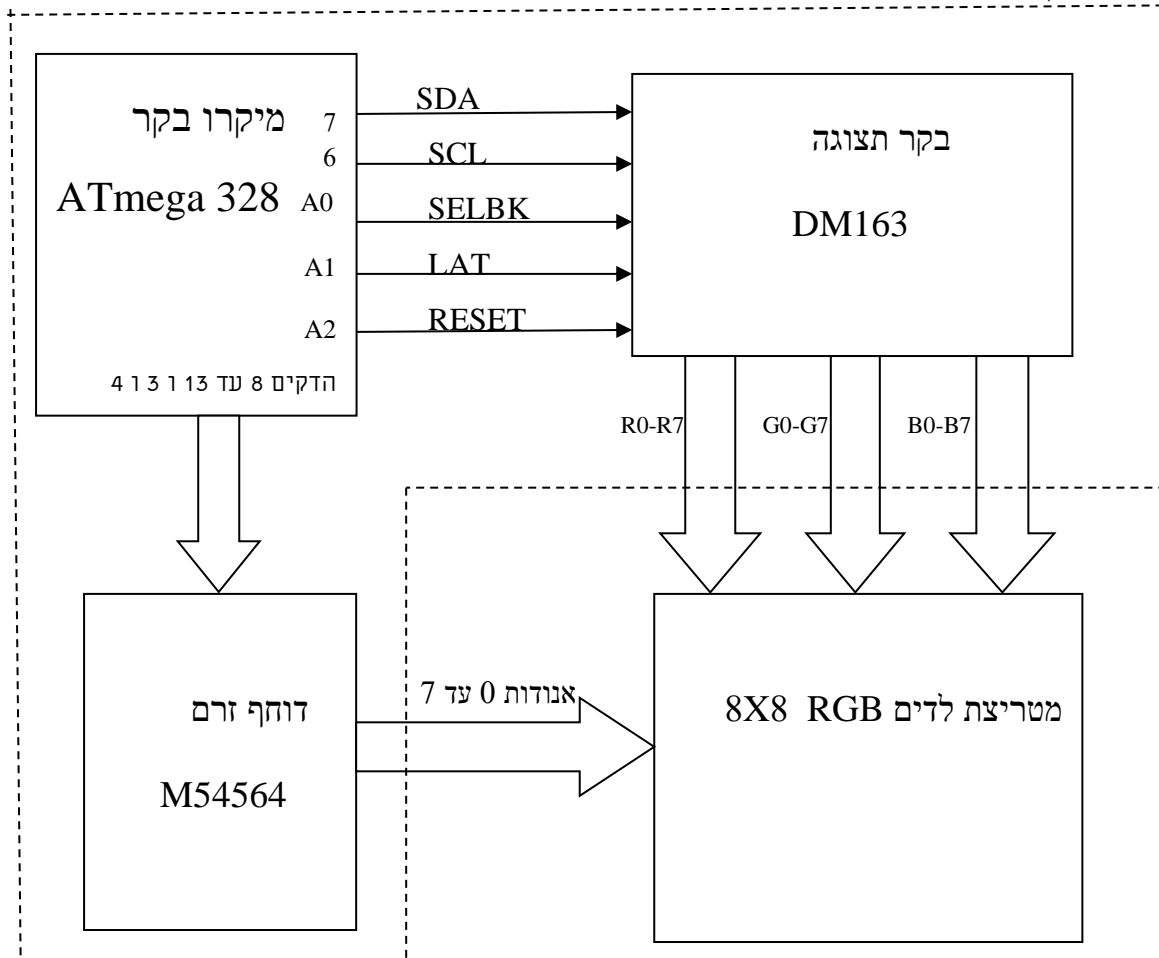 מיקרו בקר
ATmega 328
7
6
A0
A1
A2
הדקים 8 עד 13 ו 3 ו 4
SDA
SCL
SELBK
LAT
RESET
בקר תצוגה
DM163
R0-R7
G0-G7
B0-B7
דוחף זרם
M54564
אנודות 0 עד 7
מטריצת לדים 8X8 RGB